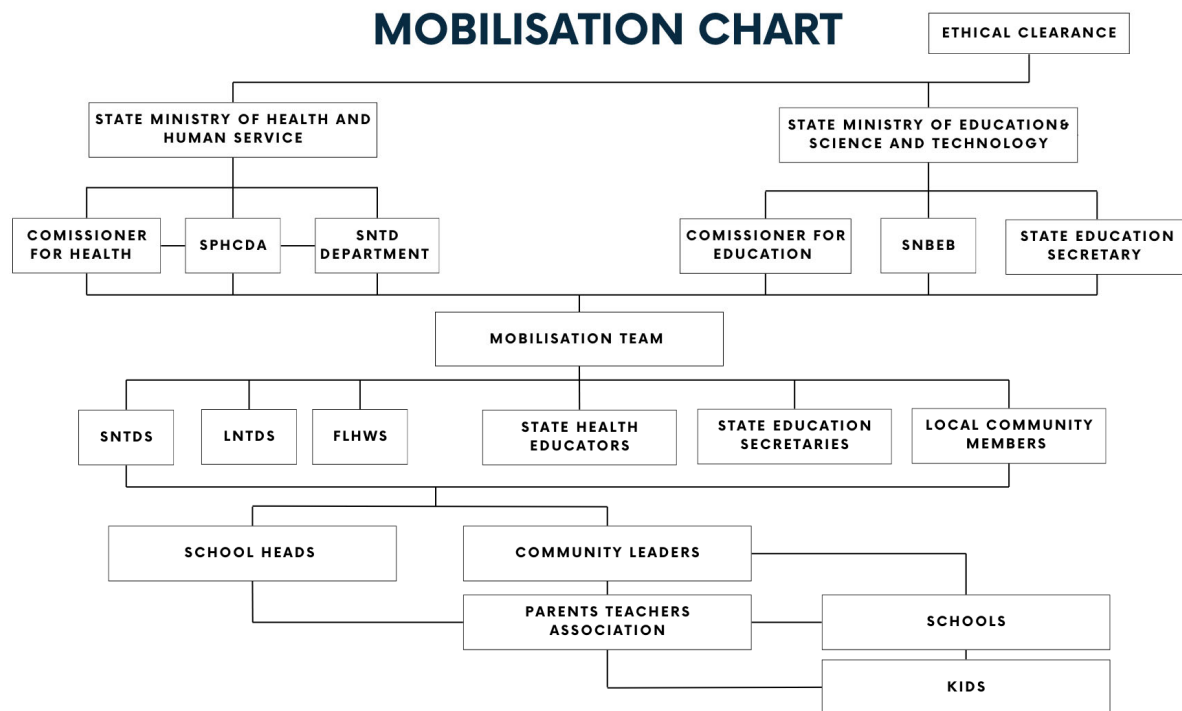 MOBILISATION CHART
ETHICAL CLEARANCE
STATE MINISTRY OF HEALTH AND
HUMAN SERVICE
STATE MINISTRY OF EDUCATION&
SCIENCE AND TECHNOLOGY
COMISSIONER
FOR HEALTH
SPHCDA
SNTD
DEPARTMENT
COMISSIONER FOR
EDUCATION
SNBEB
STATE EDUCATION
SECRETARY
MOBILISATION TEAM
SNTDS
LNTDS
FLHWS
STATE HEALTH
EDUCATORS
STATE EDUCATION
SECRETARIES
LOCAL COMMUNITY
MEMBERS
SCHOOL HEADS
COMMUNITY LEADERS
PARENTS TEACHERS
ASSOCIATION
SCHOOLS
KIDS